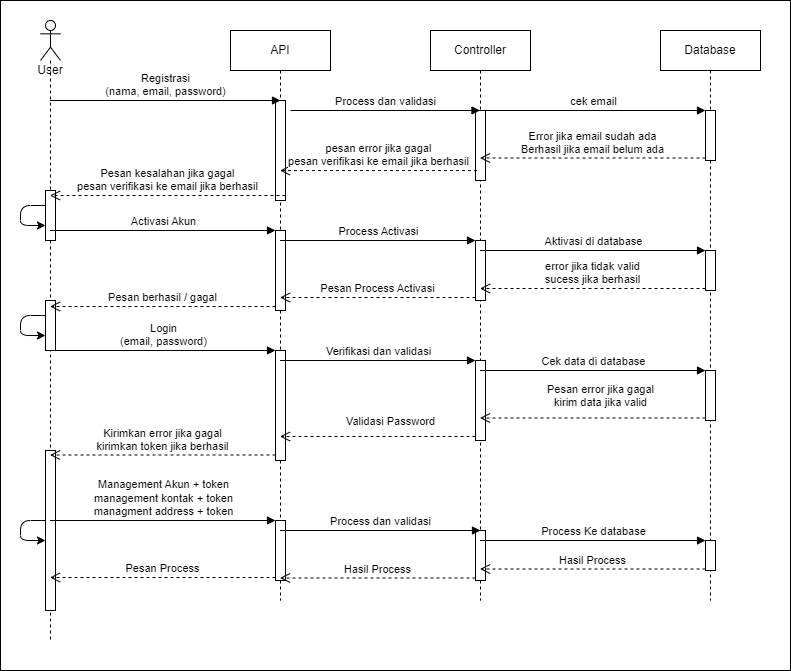 User
API
Controller
Database
Registrasi
(nama, email, password)
Process dan validasi
cek email
Error jika email sudah ada
Berhasil jika email belum ada
pesan error jika gagal
pesan verifikasi ke email jika berhasil
Pesan kesalahan jika gagal
pesan verifikasi ke email jika berhasil
Activasi Akun
Process Activasi
Aktivasi di database
error jika tidak valid
sucess jika berhasil
Pesan Process Activasi
Pesan berhasil / gagal
Login
(email, password)
Verifikasi dan validasi
Cek data di database
Pesan error jika gagal
kirim data jika valid
Validasi Password
Kirimkan error jika gagal
kirimkan token jika berhasil
Management Akun + token
management kontak + token
managment address + token
Process dan validasi
Process Ke database
Hasil Process
Hasil Process
Pesan Process